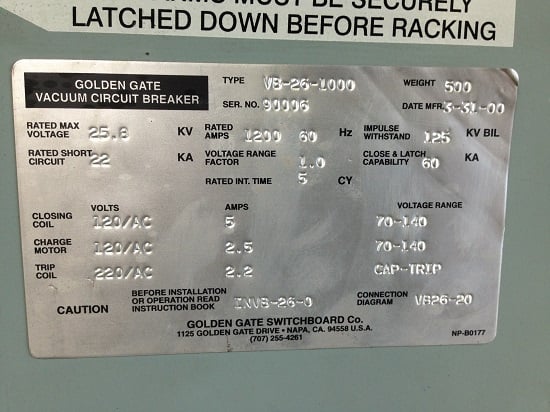 ARMS MUST BE SECURELY
LATCHED DOWN BEFORE RACKING
GOLDEN GATE
VACUUM CIRCUIT BREAKER
TYPE VB-26-1000 WEIGHT 500
SER. NO. 90006 DATE MFR. 3-31-00
RATED MAX VOLTAGE 25.8 KV RATED AMPS 1200 60 Hz IMPULSE WITHSTAND 125 KV BIL
RATED SHORT CIRCUIT 22 KA VOLTAGE RANGE FACTOR 1.0 CLOSE & LATCH CAPABILITY 60 KA
RATED INT. TIME 5 CY
VOLTS AMPS VOLTAGE RANGE
CLOSING COIL 120/AC 5 70-140
CHARGE MOTOR 120/AC 2.5 70-140
TRIP COIL 220/AC 2.2 CAP-TRIP
CAUTION BEFORE INSTALLATION OR OPERATION READ INSTRUCTION BOOK INVB-26-0 CONNECTION DIAGRAM VB26-20
GOLDEN GATE SWITCHBOARD Co.
1125 GOLDEN GATE DRIVE • NAPA, CA. 94558 U.S.A.
(707) 255-4261 NP-B0177